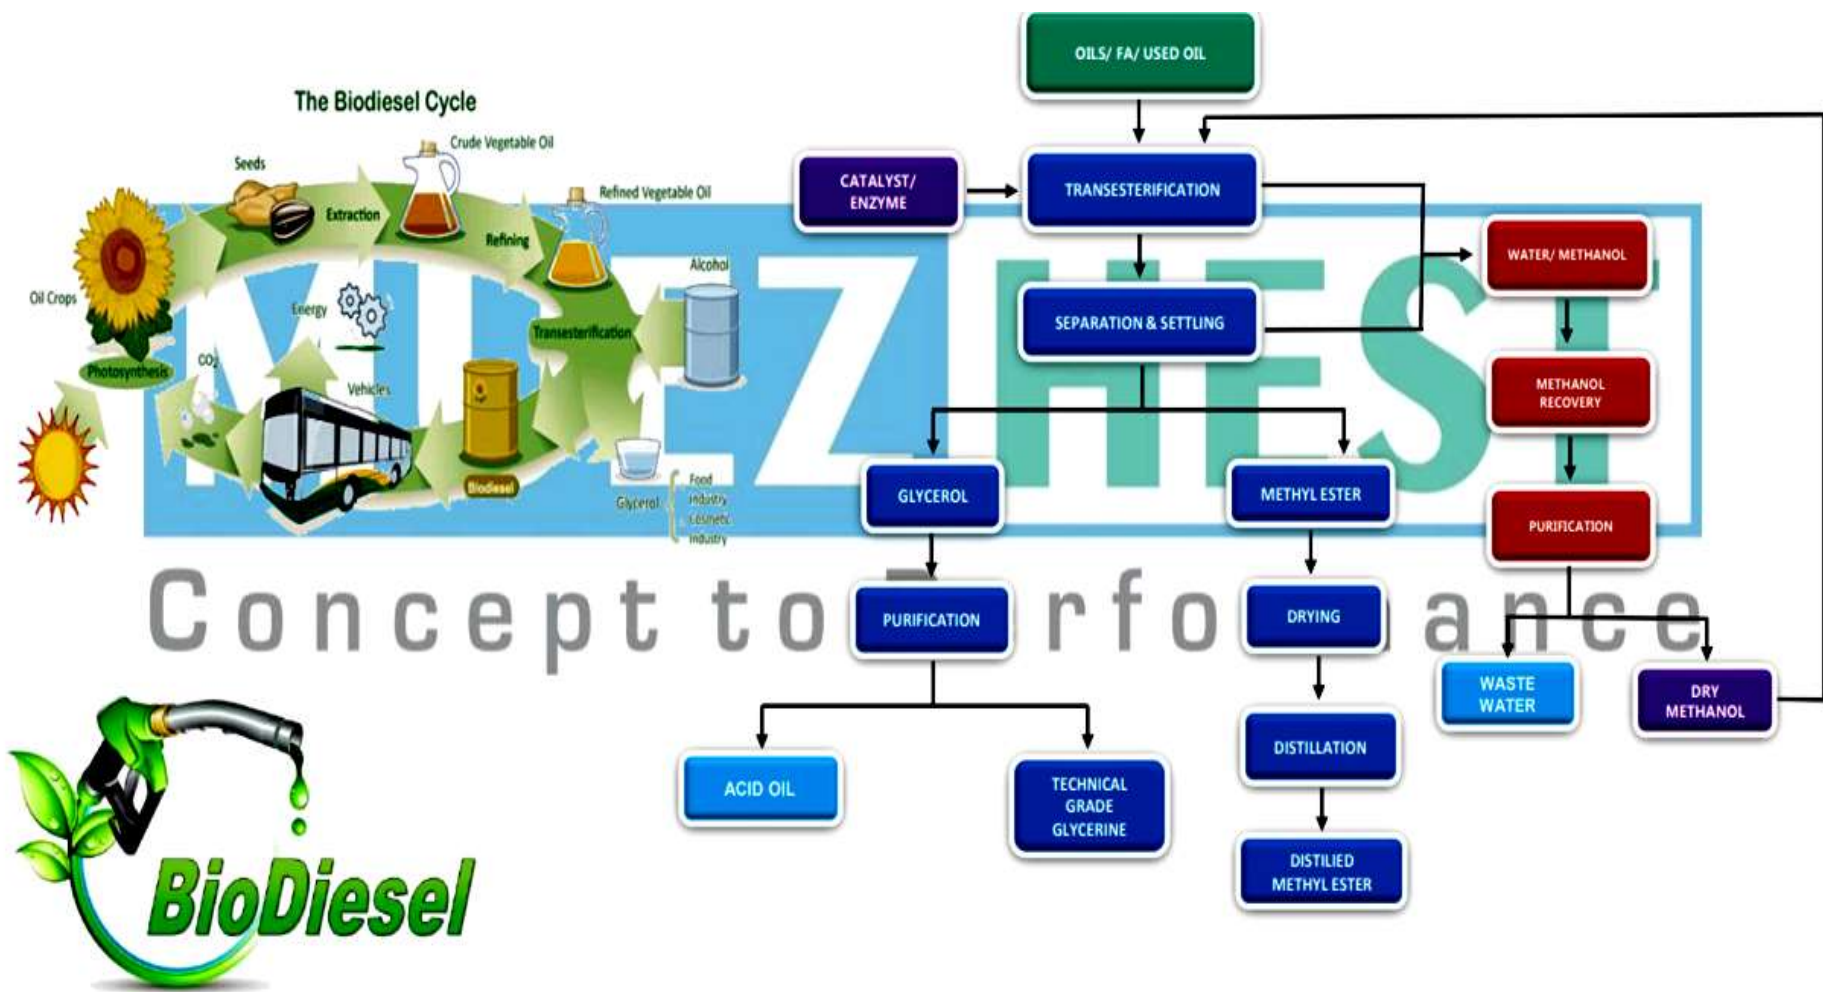 The Biodiesel Cycle
Seeds
Crude Vegetable Oil
Extraction
Refined Vegetable Oil
Refining
Alcohol
Oil Crops
Energy
Transesterification
CO2
Photosynthesis
Vehicles
Biodiesel
Glycerol
Food
Industry
Cosmetic
Industry
OILS/ FA/ USED OIL
CATALYST/
ENZYME
TRANSESTERIFICATION
WATER/ METHANOL
SEPARATION & SETTLING
METHANOL
RECOVERY
GLYCEROL
METHYL ESTER
PURIFICATION
PURIFICATION
DRYING
WASTE
WATER
DRY
METHANOL
DISTILLATION
ACID OIL
TECHNICAL
GRADE
GLYCERINE
DISTILIED
METHYL ESTER
BioDiesel
Concept to